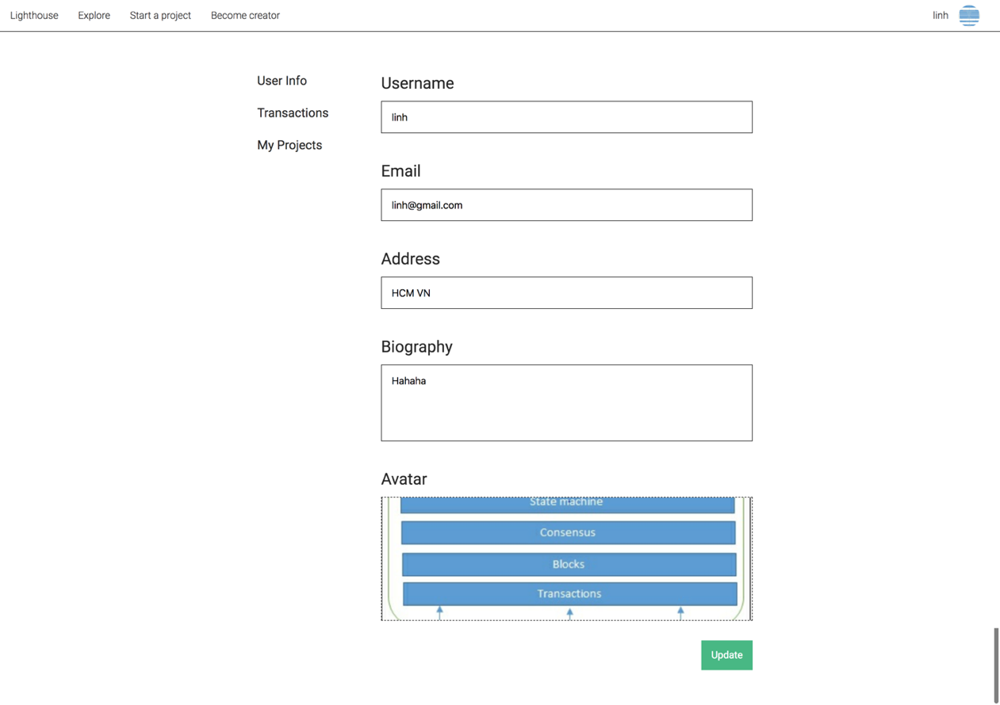 Lighthouse Explore Start a project Become creator linh
User Info
Transactions
My Projects
Username
linh
Email
linh@gmail.com
Address
HCM VN
Biography
Hahaha
Avatar
State machine
Consensus
Blocks
Transactions
Update